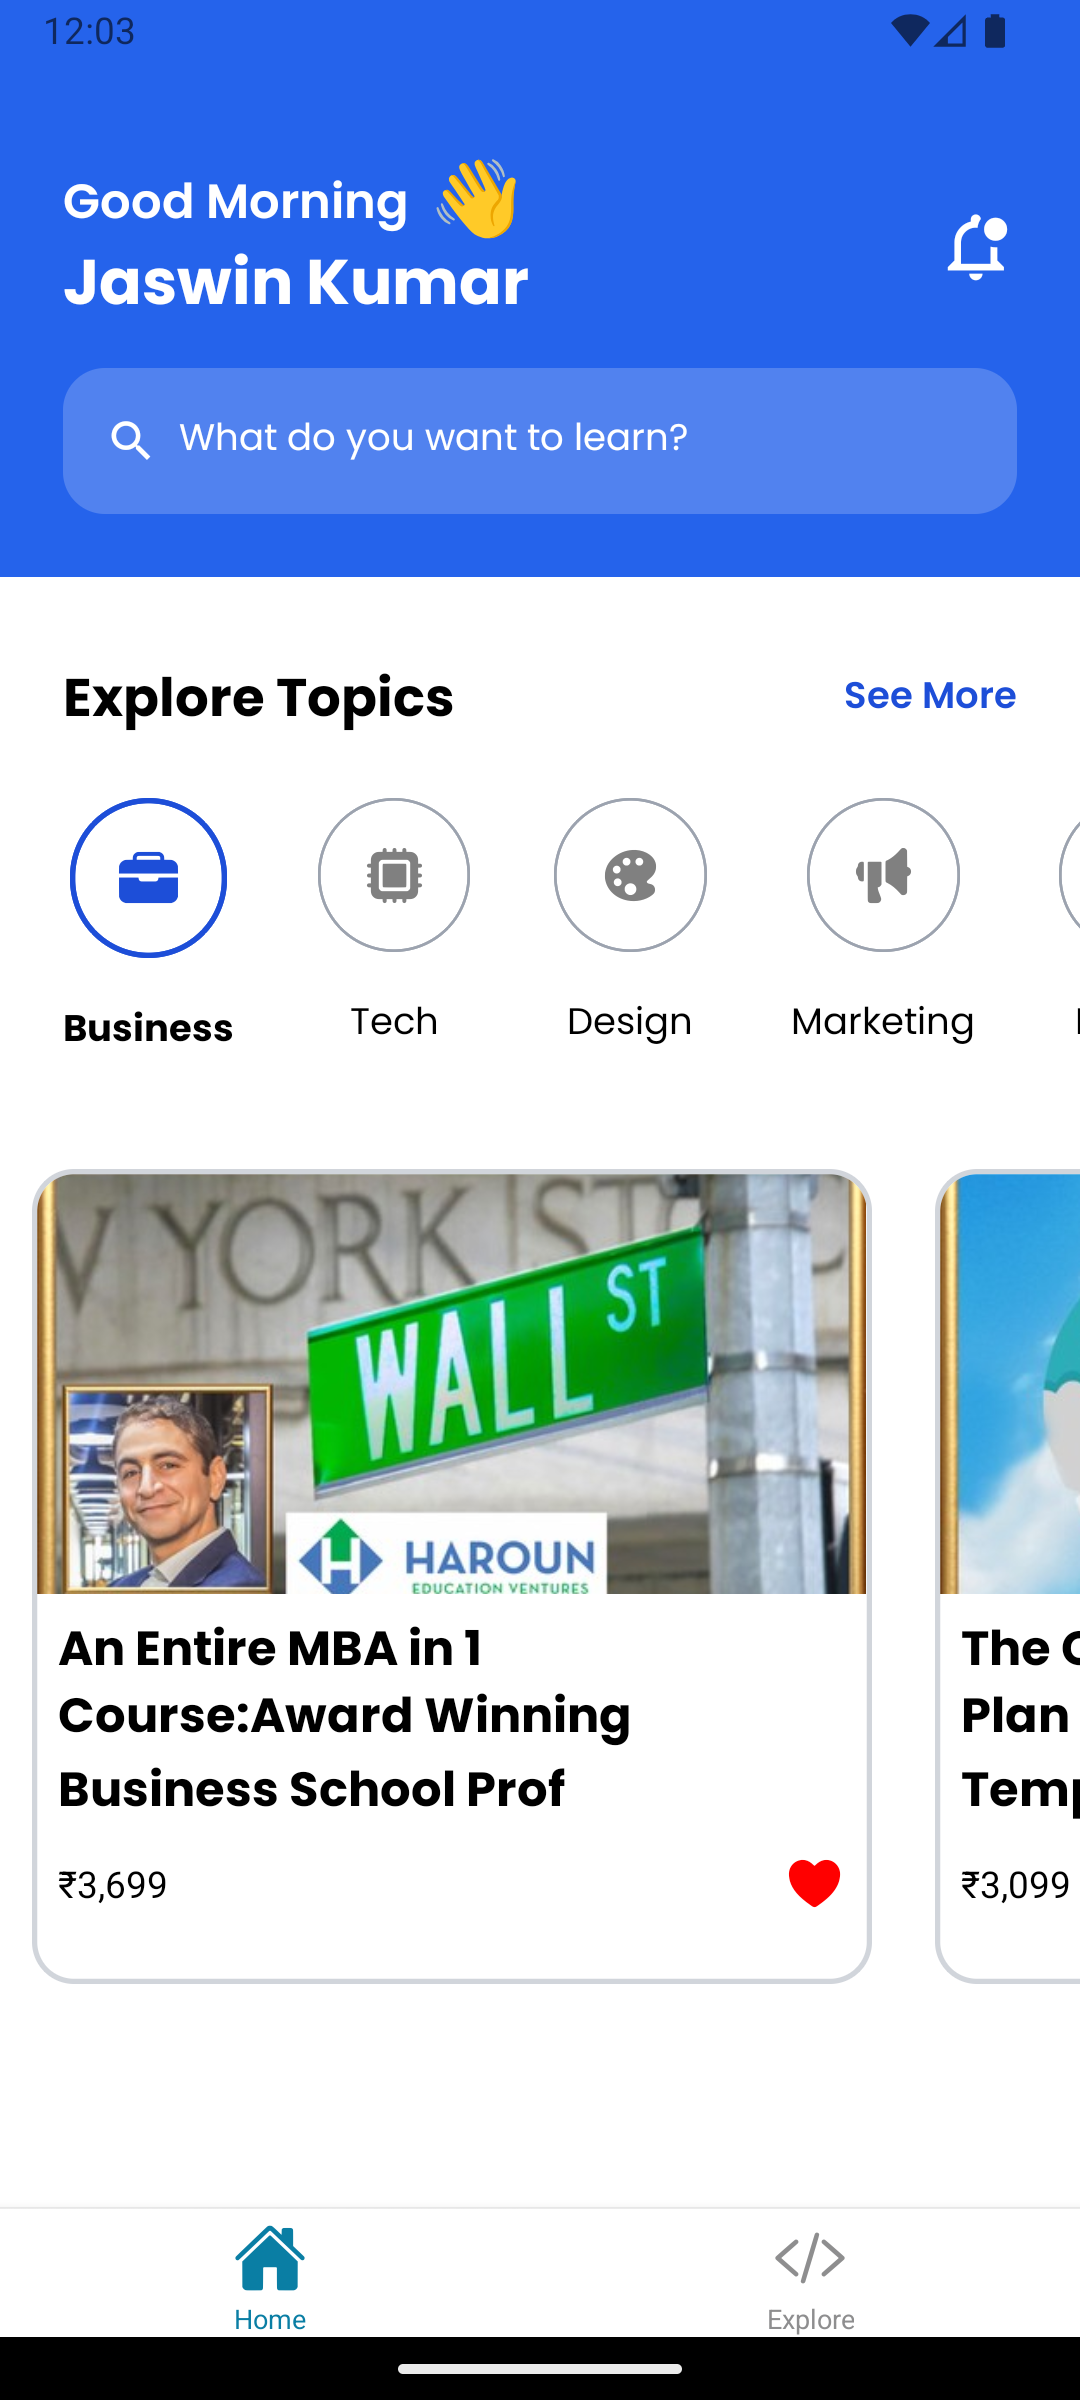 12:03
Good Morning 👋
Jaswin Kumar
What do you want to learn?
Explore Topics
See More
Business
Tech
Design
Marketing
YORK ST
WALL ST
HAROUN
EDUCATION VENTURES
An Entire MBA in 1
Course:Award Winning
Business School Prof
₹3,699
The
Plan
₹3,099
Home
Explore